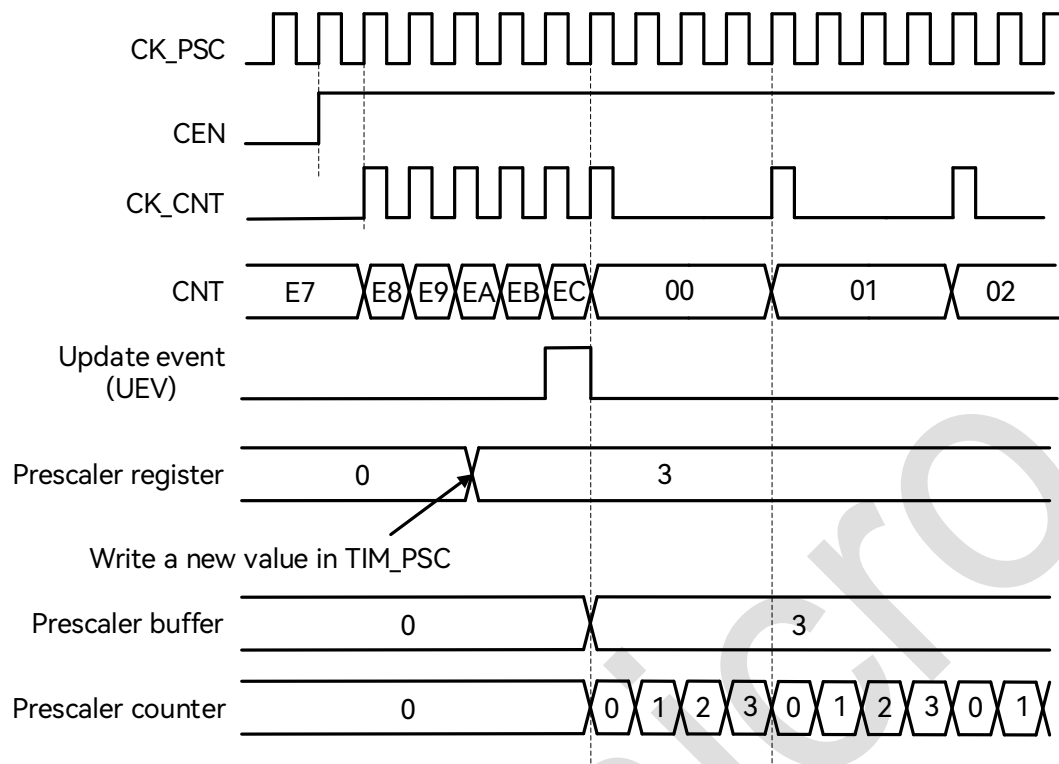 CK_PSC
CEN
CK_CNT
CNT E7 E8 E9 EA EB EC 00 01 02
Update event
(UEV)
Prescaler register 0 3
Write a new value in TIM_PSC
Prescaler buffer 0 3
Prescaler counter 0 0 1 2 3 0 1 2 3 0 1
micro